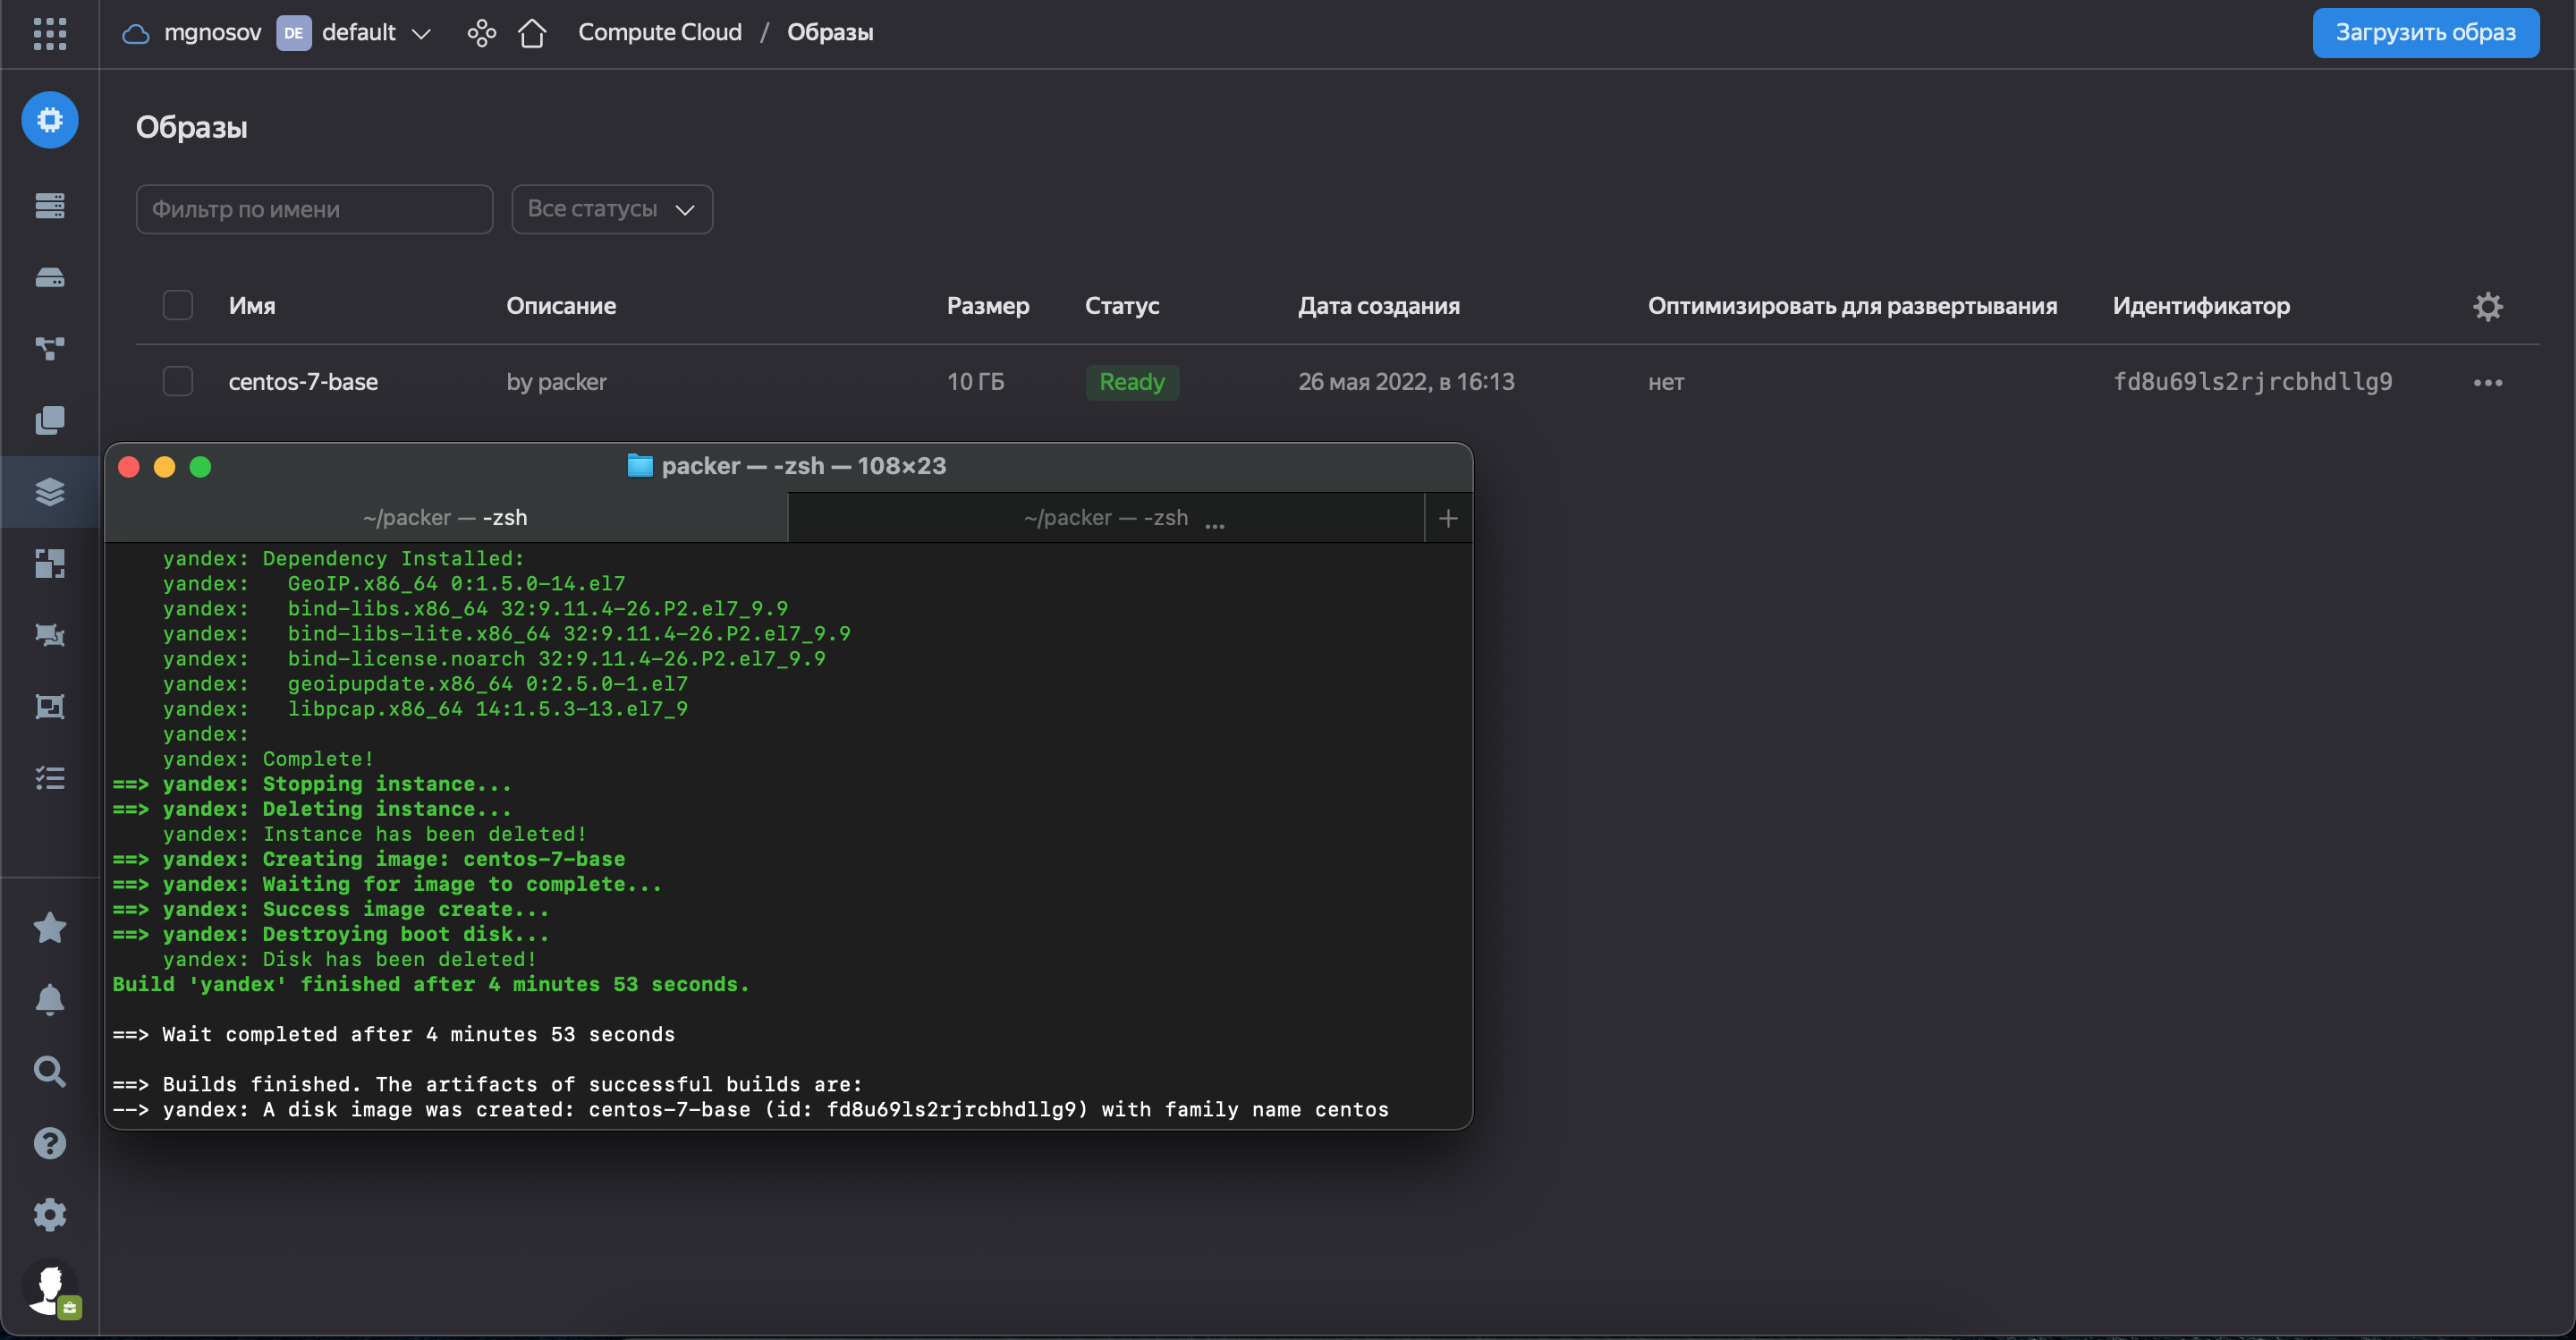 mgnosov DE default Compute Cloud / Образы Загрузить образ
Образы
Фильтр по имени Все статусы
Имя Описание Размер Статус Дата создания Оптимизировать для развертывания Идентификатор
centos-7-base by packer 10 ГБ Ready 26 мая 2022, в 16:13 нет fd8u69ls2rjrcbhdllg9
packer — -zsh — 108×23
~/packer — -zsh ~/packer — -zsh ...
yandex: Dependency Installed:
yandex:   GeoIP.x86_64 0:1.5.0-14.el7
yandex:   bind-libs.x86_64 32:9.11.4-26.P2.el7_9.9
yandex:   bind-libs-lite.x86_64 32:9.11.4-26.P2.el7_9.9
yandex:   bind-license.noarch 32:9.11.4-26.P2.el7_9.9
yandex:   geoipupdate.x86_64 0:2.5.0-1.el7
yandex:   libpcap.x86_64 14:1.5.3-13.el7_9
yandex:
yandex: Complete!
==> yandex: Stopping instance...
==> yandex: Deleting instance...
yandex: Instance has been deleted!
==> yandex: Creating image: centos-7-base
==> yandex: Waiting for image to complete...
==> yandex: Success image create...
==> yandex: Destroying boot disk...
yandex: Disk has been deleted!
Build 'yandex' finished after 4 minutes 53 seconds.
==> Wait completed after 4 minutes 53 seconds
==> Builds finished. The artifacts of successful builds are:
--> yandex: A disk image was created: centos-7-base (id: fd8u69ls2rjrcbhdllg9) with family name centos